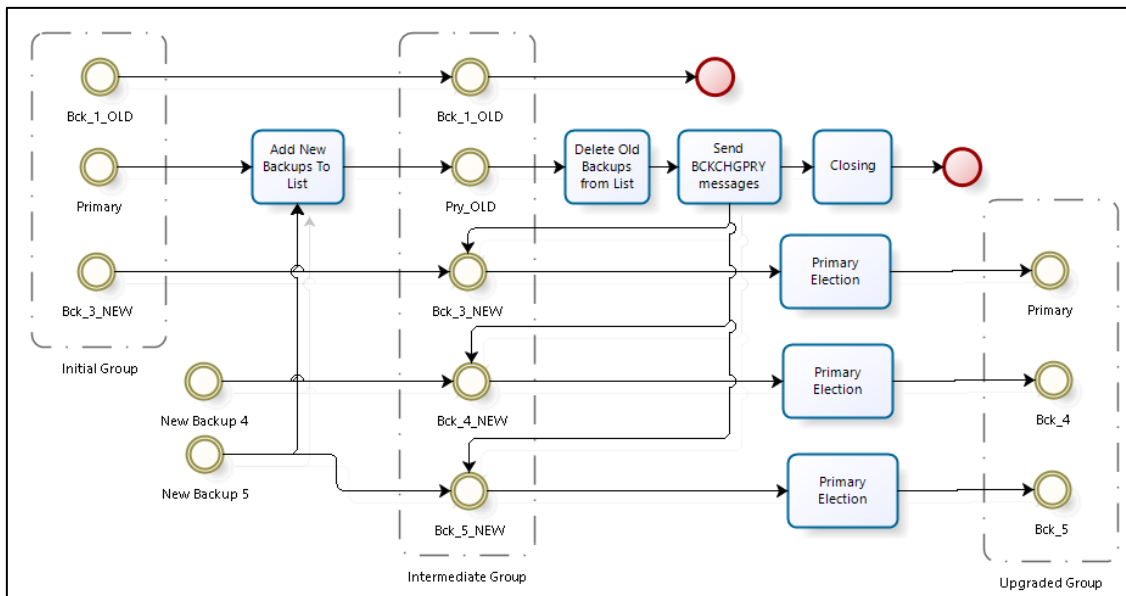 Bck_1_OLD
Bck_1_OLD
Add New
Backups To
List
Delete Old
Backups
from List
Send
BCKCHGPRY
messages
Closing
Primary
Pry_OLD
Primary
Election
Bck_3_NEW
Bck_3_NEW
Primary
Initial Group
Primary
Election
New Backup 4
Bck_4_NEW
Bck_4
Primary
Election
New Backup 5
Bck_5_NEW
Bck_5
Intermediate Group
Upgraded Group